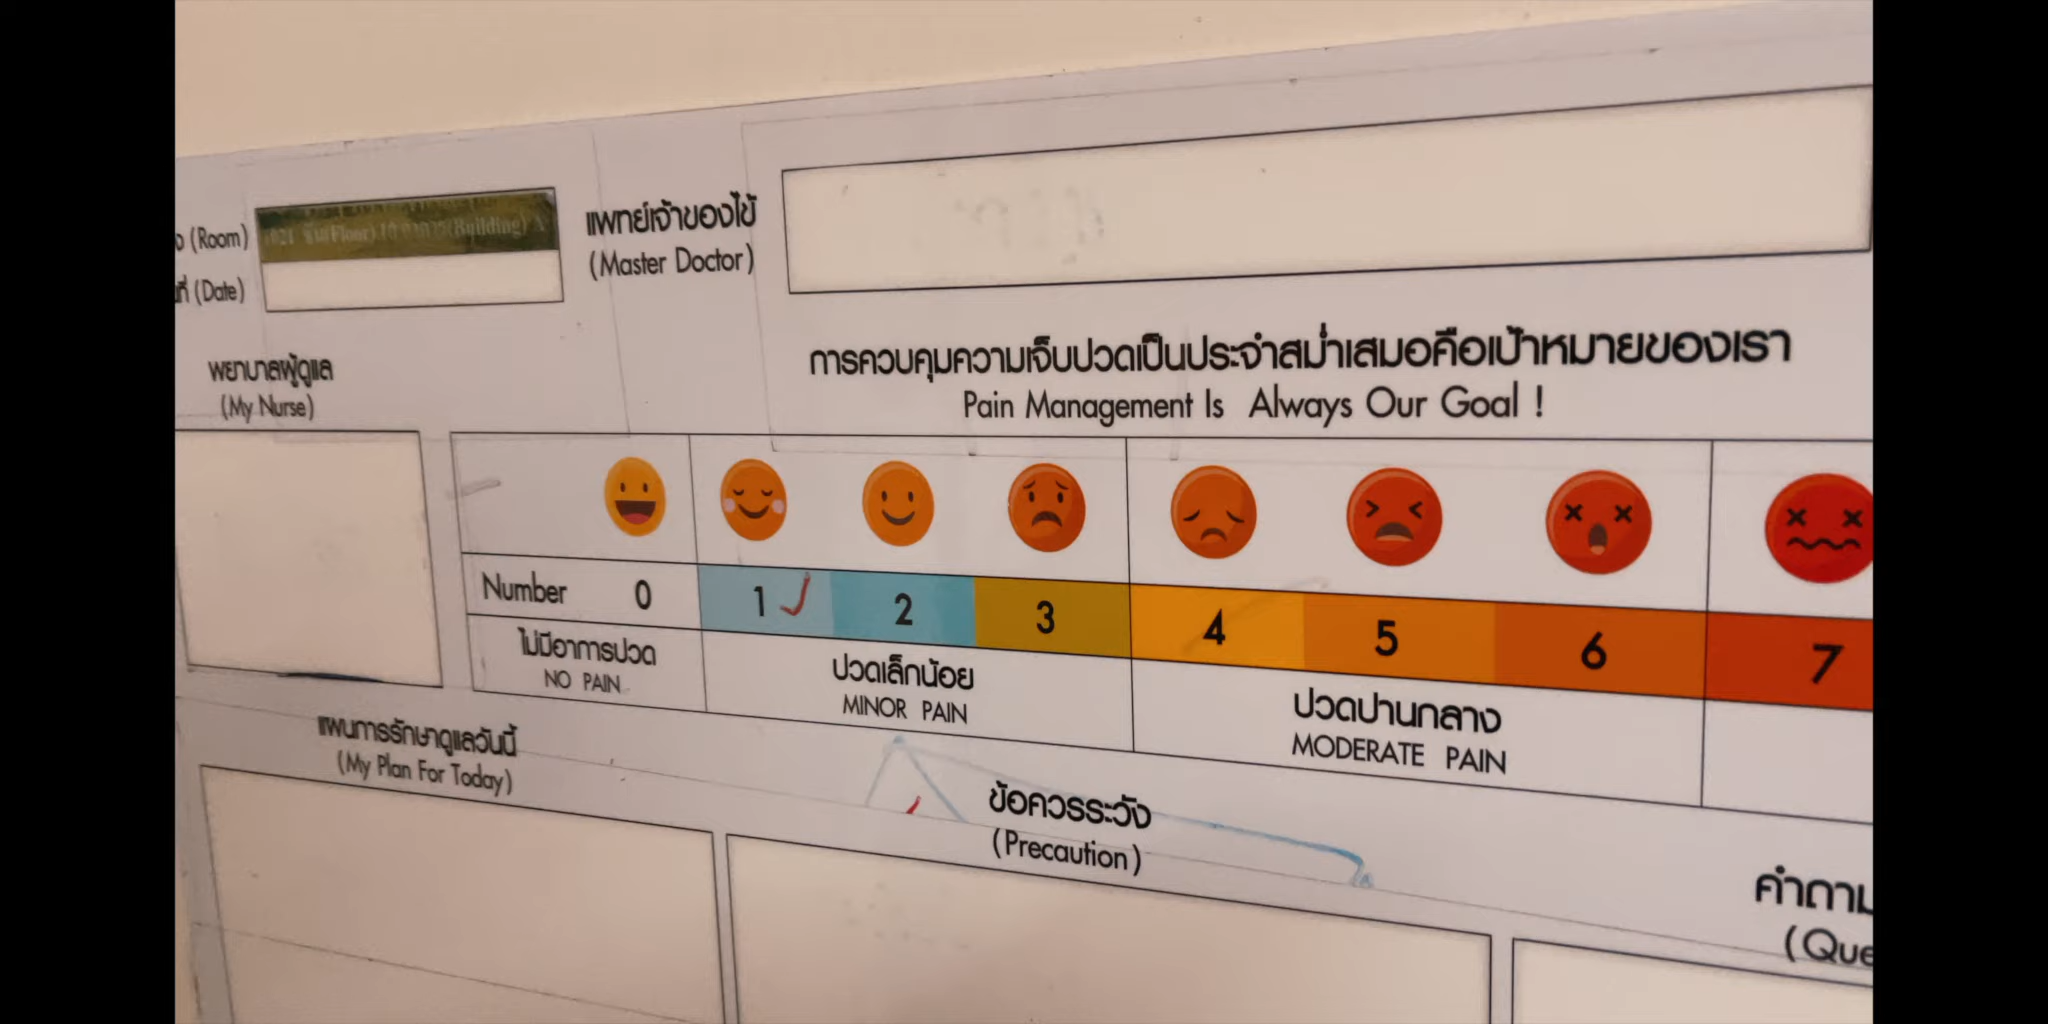 (Room)
(Building)
ที่ (Date)
แพทย์เจ้าของไข้
(Master Doctor)
พยาบาลผู้ดูแล
(My Nurse)
การควบคุมความเจ็บปวดเป็นประจำสม่ำเสมอคือเป้าหมายของเรา
Pain Management Is Always Our Goal !
Number 0 1 2 3 4 5 6 7
ไม่มีอาการปวด
NO PAIN
ปวดเล็กน้อย
MINOR PAIN
ปวดปานกลาง
MODERATE PAIN
แผนการรักษาดูแลวันนี้
(My Plan For Today)
ข้อควรระวัง
(Precaution)
คำถาม
(Que